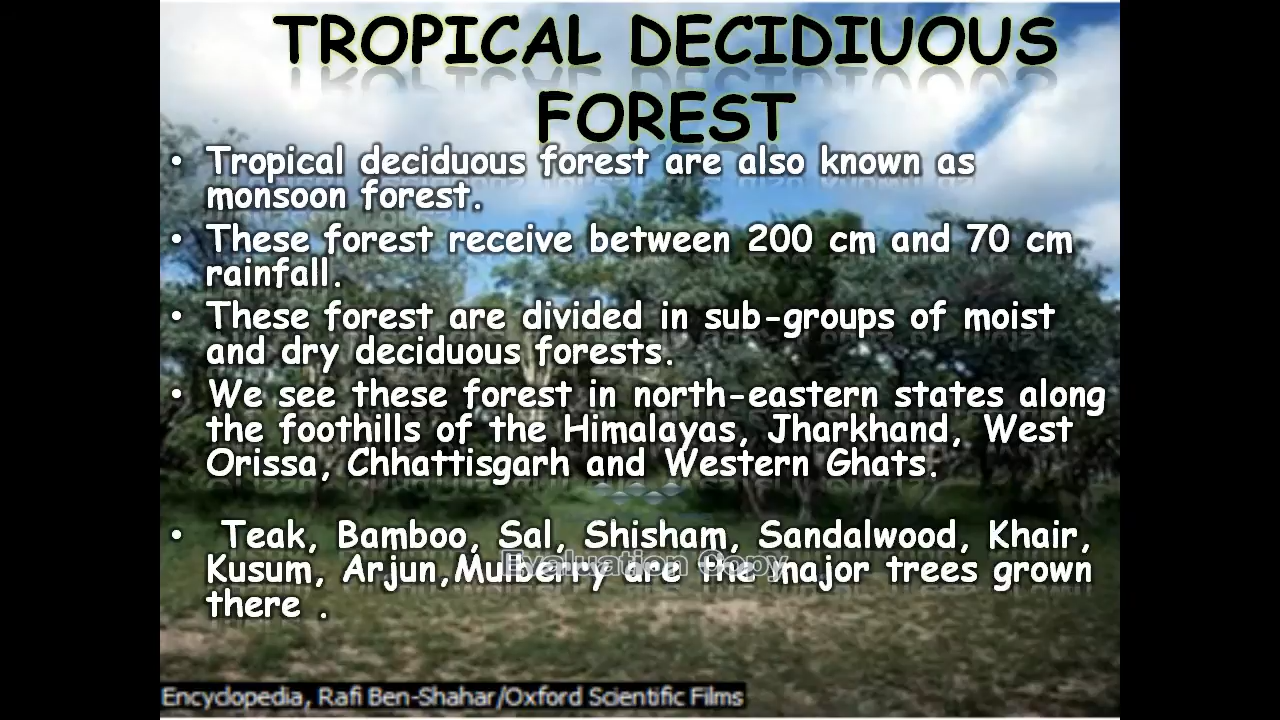 TROPICAL DECIDIUOUS
FOREST
• Tropical deciduous forest are also known as
monsoon forest.
• These forest receive between 200 cm and 70 cm
rainfall.
• These forest are divided in sub-groups of moist
and dry deciduous forests.
• We see these forest in north-eastern states along
the foothills of the Himalayas, Jharkhand, West
Orissa, Chhattisgarh and Western Ghats.
• Teak, Bamboo, Sal, Shisham, Sandalwood, Khair,
Kusum, Arjun,Mulberry are the major trees grown
there .
Evaluation Copy
Encyclopedia, Rafi Ben-Shahar/Oxford Scientific Films